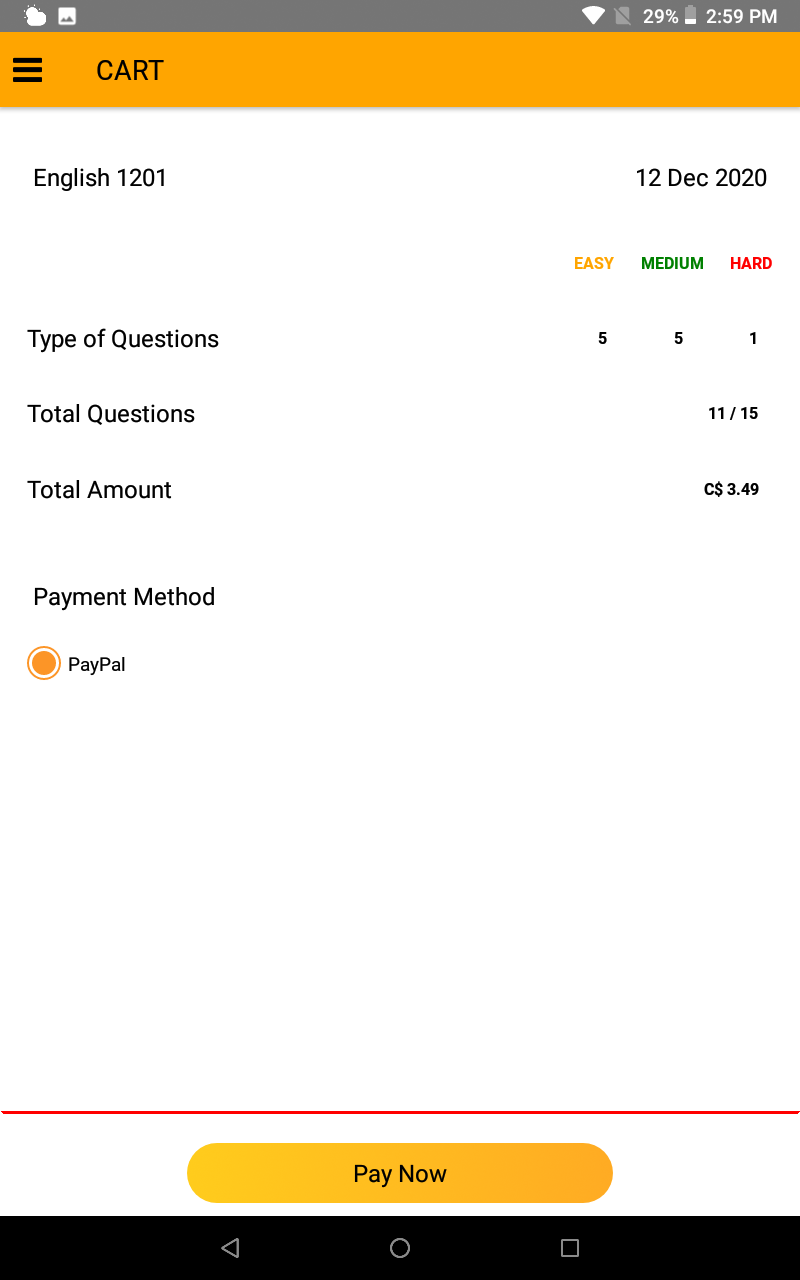 29% 2:59 PM
CART
English 1201 12 Dec 2020
EASY MEDIUM HARD
Type of Questions 5 5 1
Total Questions 11 / 15
Total Amount C$ 3.49
Payment Method
PayPal
Pay Now